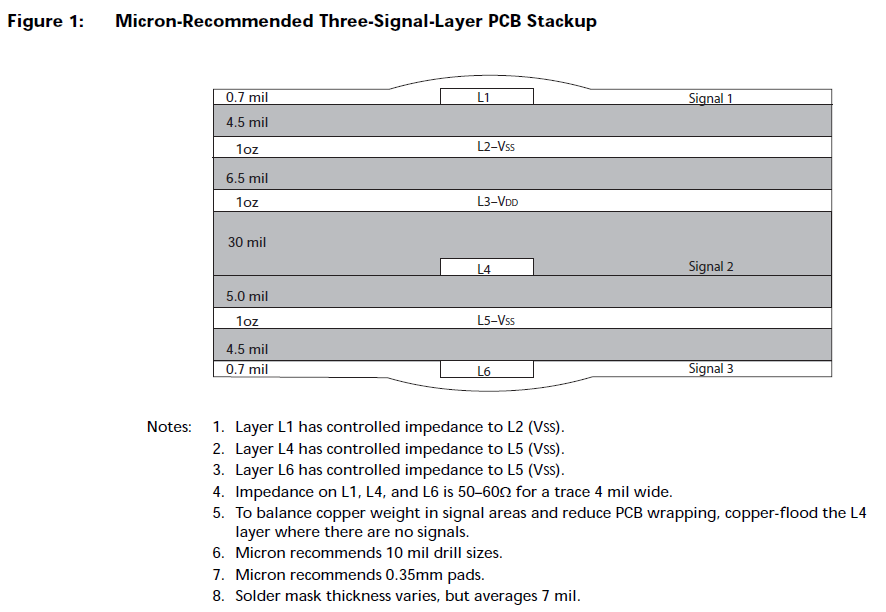 Figure 1: Micron-Recommended Three-Signal-Layer PCB Stackup
0.7 mil L1 Signal 1
4.5 mil
1oz L2–Vss
6.5 mil
1oz L3–VDD
30 mil
L4 Signal 2
5.0 mil
1oz L5–Vss
4.5 mil
0.7 mil L6 Signal 3
Notes: 1. Layer L1 has controlled impedance to L2 (Vss).
2. Layer L4 has controlled impedance to L5 (Vss).
3. Layer L6 has controlled impedance to L5 (Vss).
4. Impedance on L1, L4, and L6 is 50–60Ω for a trace 4 mil wide.
5. To balance copper weight in signal areas and reduce PCB wrapping, copper-flood the L4
layer where there are no signals.
6. Micron recommends 10 mil drill sizes.
7. Micron recommends 0.35mm pads.
8. Solder mask thickness varies, but averages 7 mil.